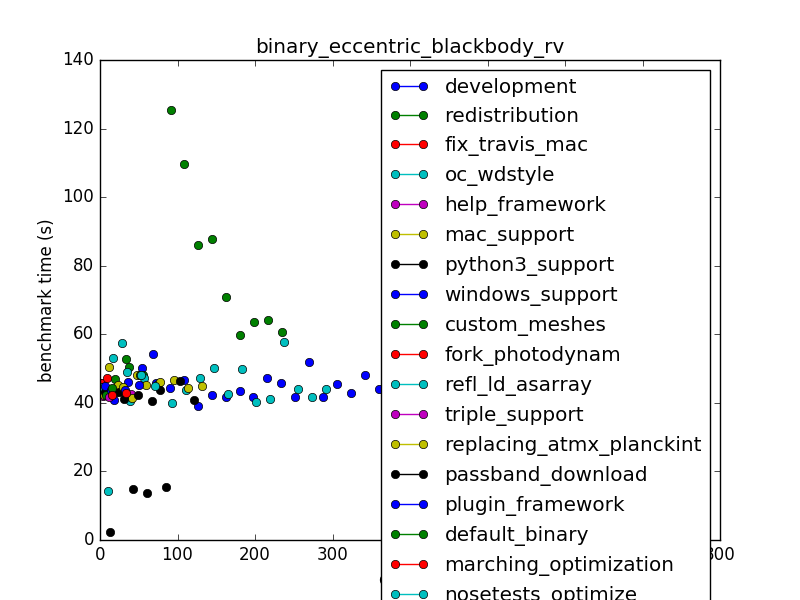 binary_eccentric_blackbody_rv
140
120
100
80
60
40
20
0
benchmark time (s)
0
100
200
300
development
redistribution
fix_travis_mac
oc_wdstyle
help_framework
mac_support
python3_support
windows_support
custom_meshes
fork_photodynam
refl_ld_asarray
triple_support
replacing_atmx_planckint
passband_download
plugin_framework
default_binary
marching_optimization
nosetests_optimize